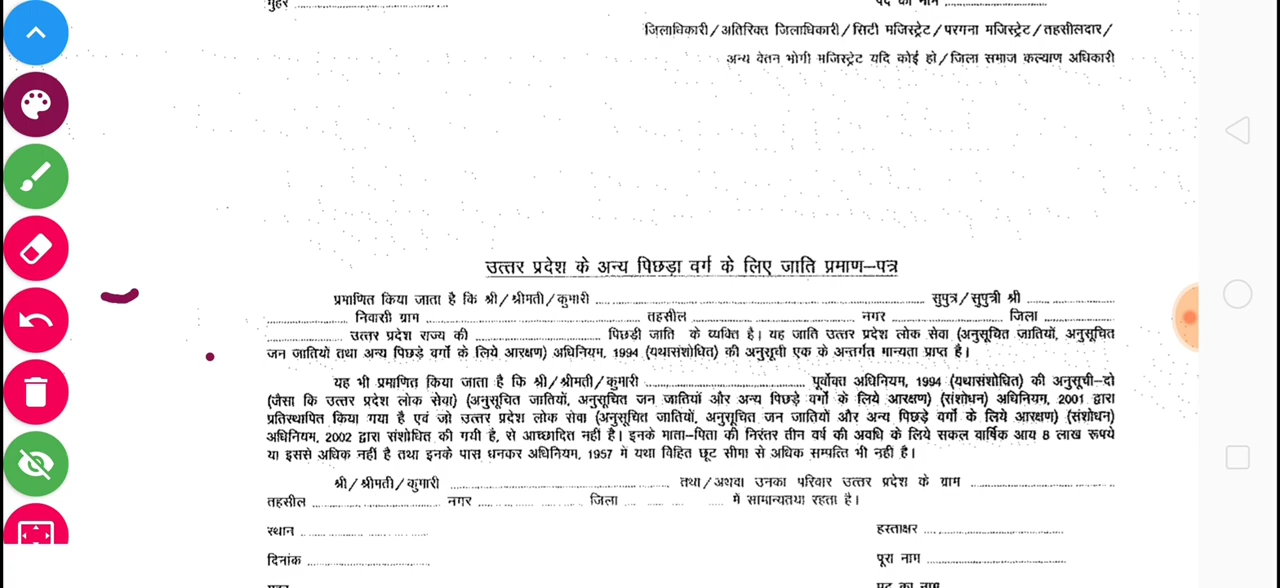 मुहर ........................................ पद का नाम ...........................
जिलाधिकारी/अतिरिक्त जिलाधिकारी/सिटी मजिस्ट्रेट/परगना मजिस्ट्रेट/तहसीलदार/
अन्य वेतन भोगी मजिस्ट्रेट यदि कोई हो/जिला समाज कल्याण अधिकारी
उत्तर प्रदेश के अन्य पिछड़ा वर्ग के लिए जाति प्रमाण-पत्र
प्रमाणित किया जाता है कि श्री/श्रीमती/कुमारी ........................................ सुपुत्र/सुपुत्री श्री ....................
.................... निवासी ग्राम ........................................ तहसील ........................................ नगर .................... जिला ....................
.................... उत्तर प्रदेश राज्य की .............................. पिछड़ी जाति के व्यक्ति है। यह जाति उत्तर प्रदेश लोक सेवा (अनुसूचित जातियों, अनुसूचित
जन जातियों तथा अन्य पिछड़े वर्गो के लिये आरक्षण) अधिनियम, 1994 (यथासंशोधित) की अनुसूची एक के अन्तर्गत मान्यता प्राप्त है।
यह भी प्रमाणित किया जाता है कि श्री/श्रीमती/कुमारी ........................................ पूर्वोक्त अधिनियम, 1994 (यथासंशोधित) की अनुसूची-दो
(जैसा कि उत्तर प्रदेश लोक सेवा) (अनुसूचित जातियों, अनुसूचित जन जातियों और अन्य पिछड़े वर्गो के लिये आरक्षण) (संशोधन) अधिनियम, 2001 द्वारा
प्रतिस्थापित किया गया है एवं जो उत्तर प्रदेश लोक सेवा (अनुसूचित जातियों, अनुसूचित जन जातियों और अन्य पिछड़े वर्गो के लिये आरक्षण) (संशोधन)
अधिनियम, 2002 द्वारा संशोधित की गयी है, से आच्छादित नहीं है। इनके माता-पिता की निरंतर तीन वर्ष की अवधि के लिये सकल वार्षिक आय 8 लाख रूपये
या इससे अधिक नहीं है तथा इनके पास धनकर अधिनियम, 1957 में यथा विहित छूट सीमा से अधिक सम्पत्ति भी नहीं है।
श्री/श्रीमती/कुमारी ........................................ तथा/अथवा उनका परिवार उत्तर प्रदेश के ग्राम ........................................
तहसील .............................. नगर .............................. जिला .............................. में सामान्यतया रहता है।
स्थान .............................. हस्ताक्षर ..............................
दिनांक .............................. पूरा नाम ..............................
पद का नाम